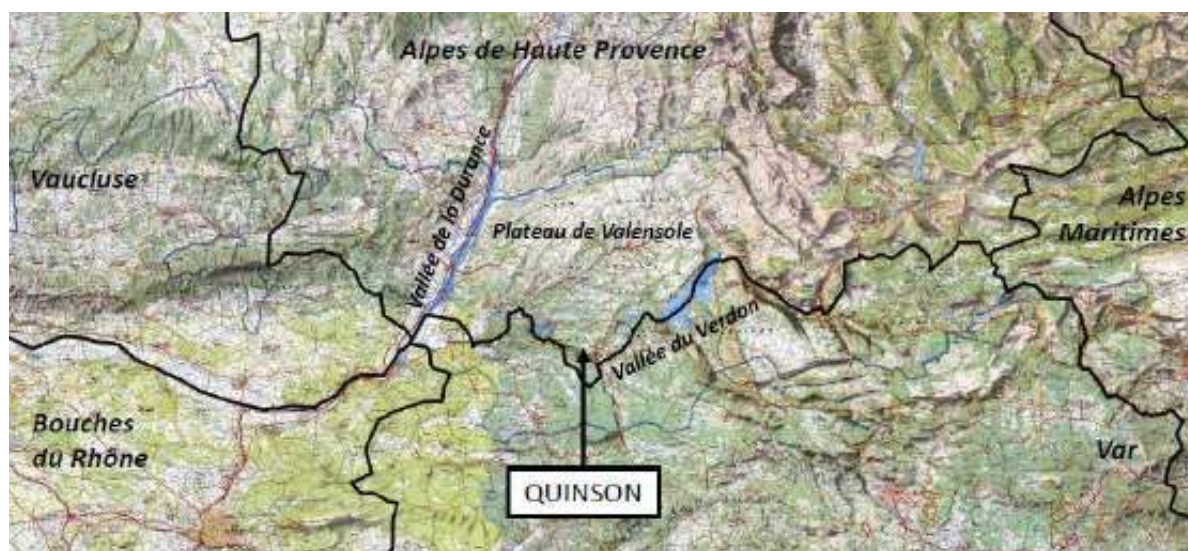 Alpes de Haute Provence
Vaucluse
Vallée de la Durance
Plateau de Valensole
Alpes
Maritimes
Vallée du Verdon
Bouches
du Rhône
Var
QUINSON